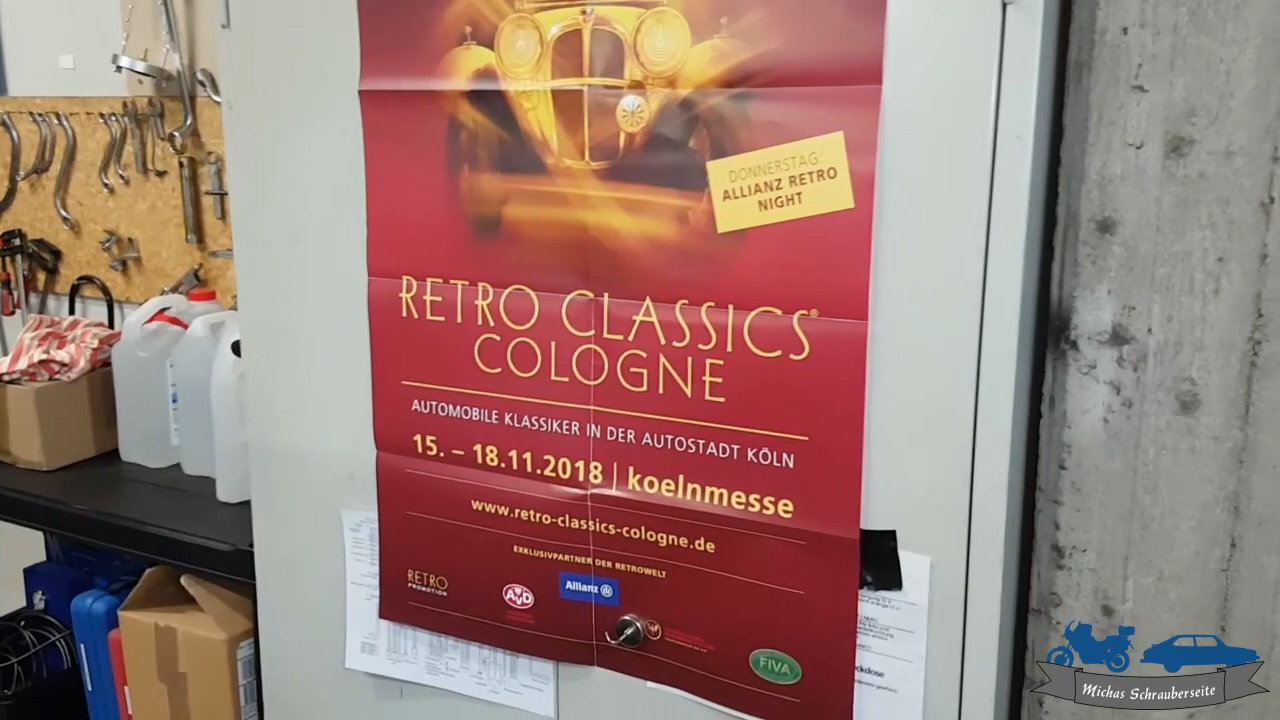 DONNERSTAG:
ALLIANZ RETRO
NIGHT
RETRO CLASSICS®
COLOGNE
AUTOMOBILE KLASSIKER IN DER AUTOSTADT KÖLN
15. – 18.11.2018 | koelnmesse
www.retro-classics-cologne.de
EXKLUSIVPARTNER DER RETROWELT
RETRO
PROMOTION
AvD
Allianz
FIVA
Michas Schrauberseite